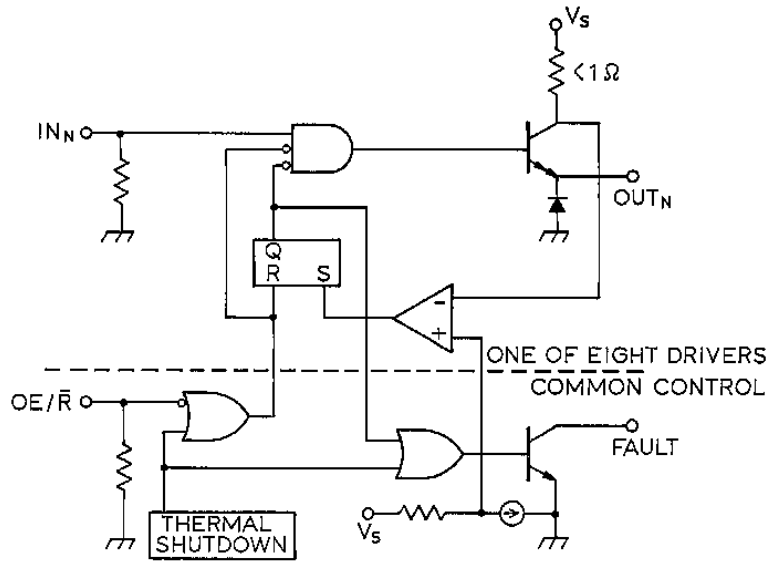 V_S
<1Ω
IN_N
OUT_N
Q
R S
-
+
ONE OF EIGHT DRIVERS
COMMON CONTROL
OE/R̅
FAULT
V_S
THERMAL
SHUTDOWN